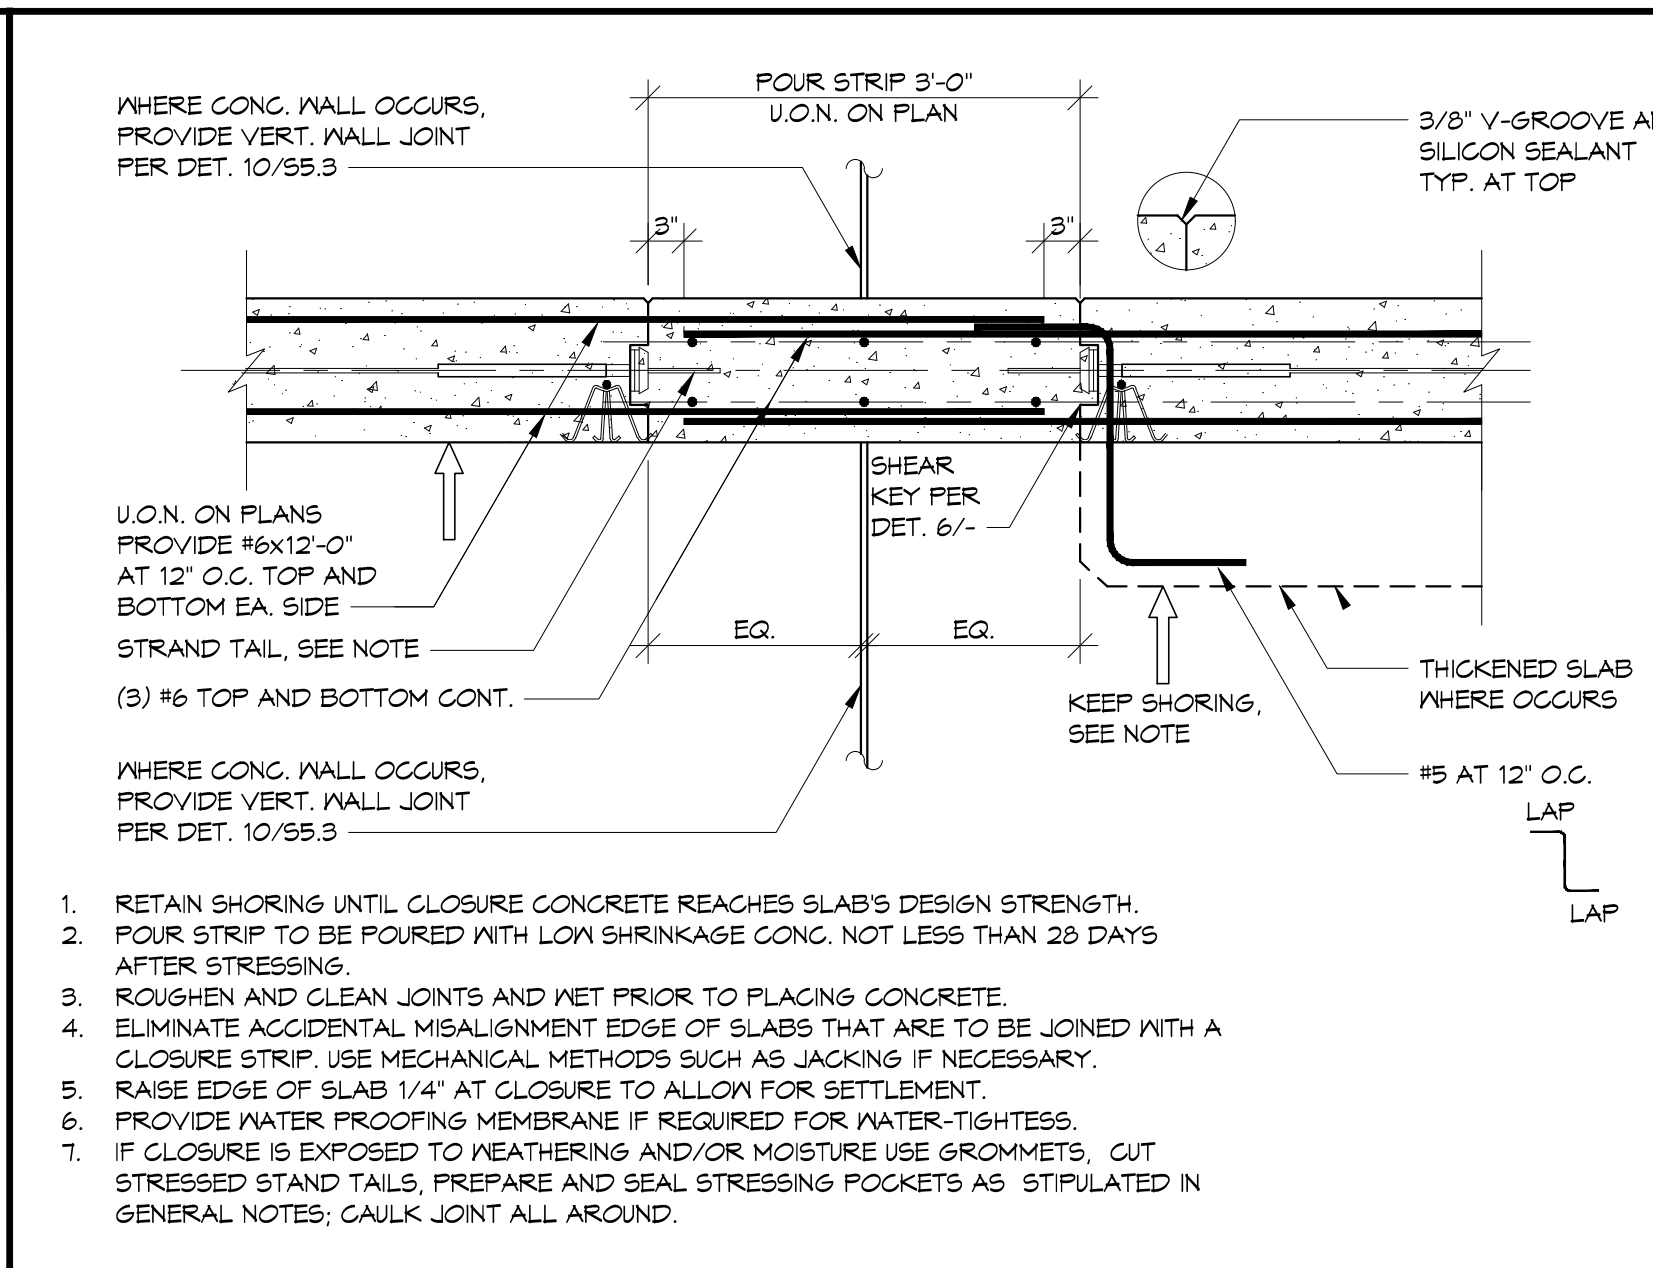 POUR STRIP 3'-0"
U.O.N. ON PLAN
WHERE CONC. WALL OCCURS,
PROVIDE VERT. WALL JOINT
PER DET. 10/S5.3
3/8" V-GROOVE
SILICON SEALANT
TYP. AT TOP
3"
3"
SHEAR
KEY PER
DET. 6/-
U.O.N. ON PLANS
PROVIDE #6x12'-0"
AT 12" O.C. TOP AND
BOTTOM EA. SIDE
STRAND TAIL, SEE NOTE
(3) #6 TOP AND BOTTOM CONT.
EQ.
EQ.
KEEP SHORING,
SEE NOTE
THICKENED SLAB
WHERE OCCURS
#5 AT 12" O.C.
LAP
LAP
WHERE CONC. WALL OCCURS,
PROVIDE VERT. WALL JOINT
PER DET. 10/S5.3
1. RETAIN SHORING UNTIL CLOSURE CONCRETE REACHES SLAB'S DESIGN STRENGTH.
2. POUR STRIP TO BE POURED WITH LOW SHRINKAGE CONC. NOT LESS THAN 28 DAYS
AFTER STRESSING.
3. ROUGHEN AND CLEAN JOINTS AND WET PRIOR TO PLACING CONCRETE.
4. ELIMINATE ACCIDENTAL MISALIGNMENT EDGE OF SLABS THAT ARE TO BE JOINED WITH A
CLOSURE STRIP. USE MECHANICAL METHODS SUCH AS JACKING IF NECESSARY.
5. RAISE EDGE OF SLAB 1/4" AT CLOSURE TO ALLOW FOR SETTLEMENT.
6. PROVIDE WATER PROOFING MEMBRANE IF REQUIRED FOR WATER-TIGHTESS.
7. IF CLOSURE IS EXPOSED TO WEATHERING AND/OR MOISTURE USE GROMMETS, CUT
STRESSED STAND TAILS, PREPARE AND SEAL STRESSING POCKETS AS STIPULATED IN
GENERAL NOTES; CAULK JOINT ALL AROUND.